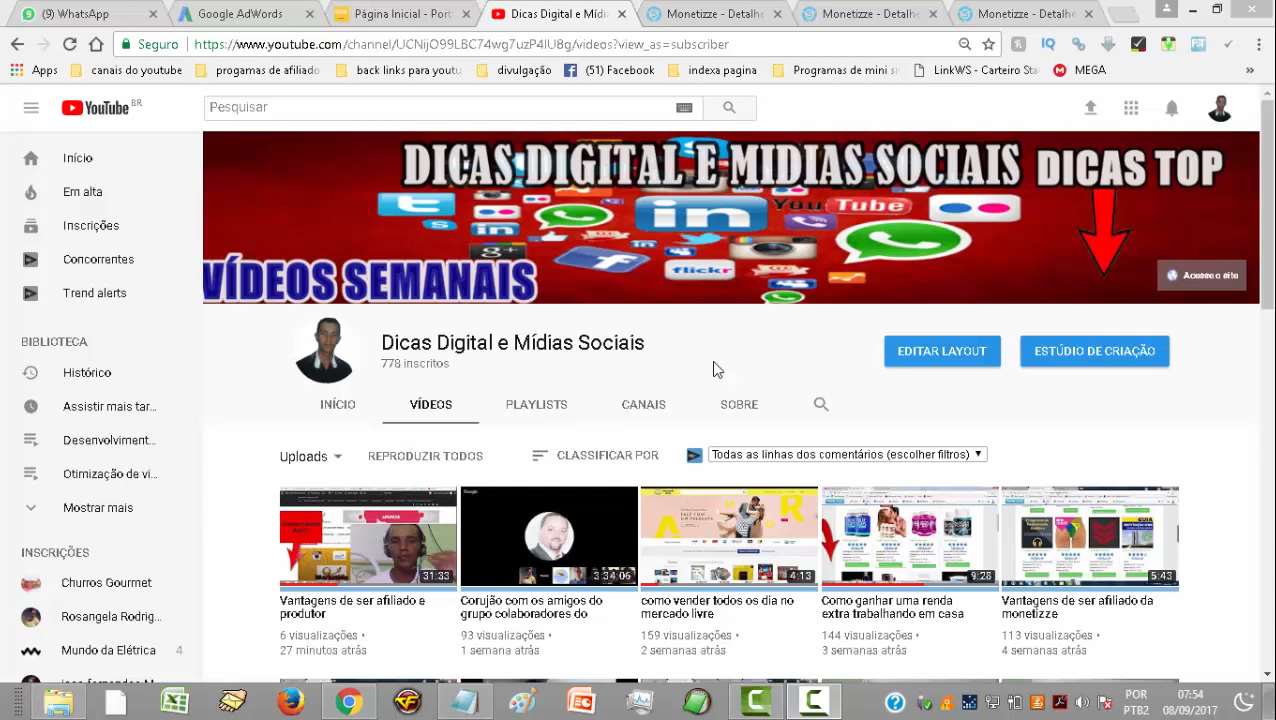 (9) WhatsApp
Google AdWords
Página Inicial - Port
Dicas Digital e Mídi
Monetizze - Detalhe
Monetizze - Detalhe
Monetizze - Detalhe
Seguro
https://www.youtube.com/channel/UCNijO99LBC74wg7uzP4IU8g/videos?view_as=subscriber
Apps
canais do youtube
progamas de afiliado
back links para youtu
divulgação
(51) Facebook
indexa pagina
Programas de mini si
LinkWS - Carteiro Sta
MEGA
YouTube BR
Pesquisar
Início
Em alta
Inscrições
Concorrentes
Trend alerts
BIBLIOTECA
Histórico
Assistir mais tar...
Desenvolviment...
Otimização de vi...
Mostrar mais
INSCRIÇÕES
Churros Gourmet
Rosangela Rodrig...
Mundo da Elétrica 4
DICAS DIGITAL E MIDIAS SOCIAIS DICAS TOP
You Tube
flickr
VÍDEOS SEMANAIS
Acesse o site
Dicas Digital e Mídias Sociais
778 inscritos
EDITAR LAYOUT
ESTÚDIO DE CRIAÇÃO
INÍCIO
VÍDEOS
PLAYLISTS
CANAIS
SOBRE
Uploads
REPRODUZIR TODOS
CLASSIFICAR POR
Todas as linhas dos comentários (escolher filtros)
3:34:06
4:13
9:28
5:43
Vantagens de ser afiliado e
produtor
6 visualizações •
27 minutos atrás
Corujão com os amigos do
grupo colaboradores do
93 visualizações •
1 semana atrás
como vender todos os dia no
mercado livre
159 visualizações •
2 semanas atrás
Como ganhar uma renda
extra trabalhando em casa
144 visualizações •
3 semanas atrás
Vantagens de ser afiliado da
monetizze
113 visualizações •
4 semanas atrás
POR
PTB2
07:54
08/09/2017